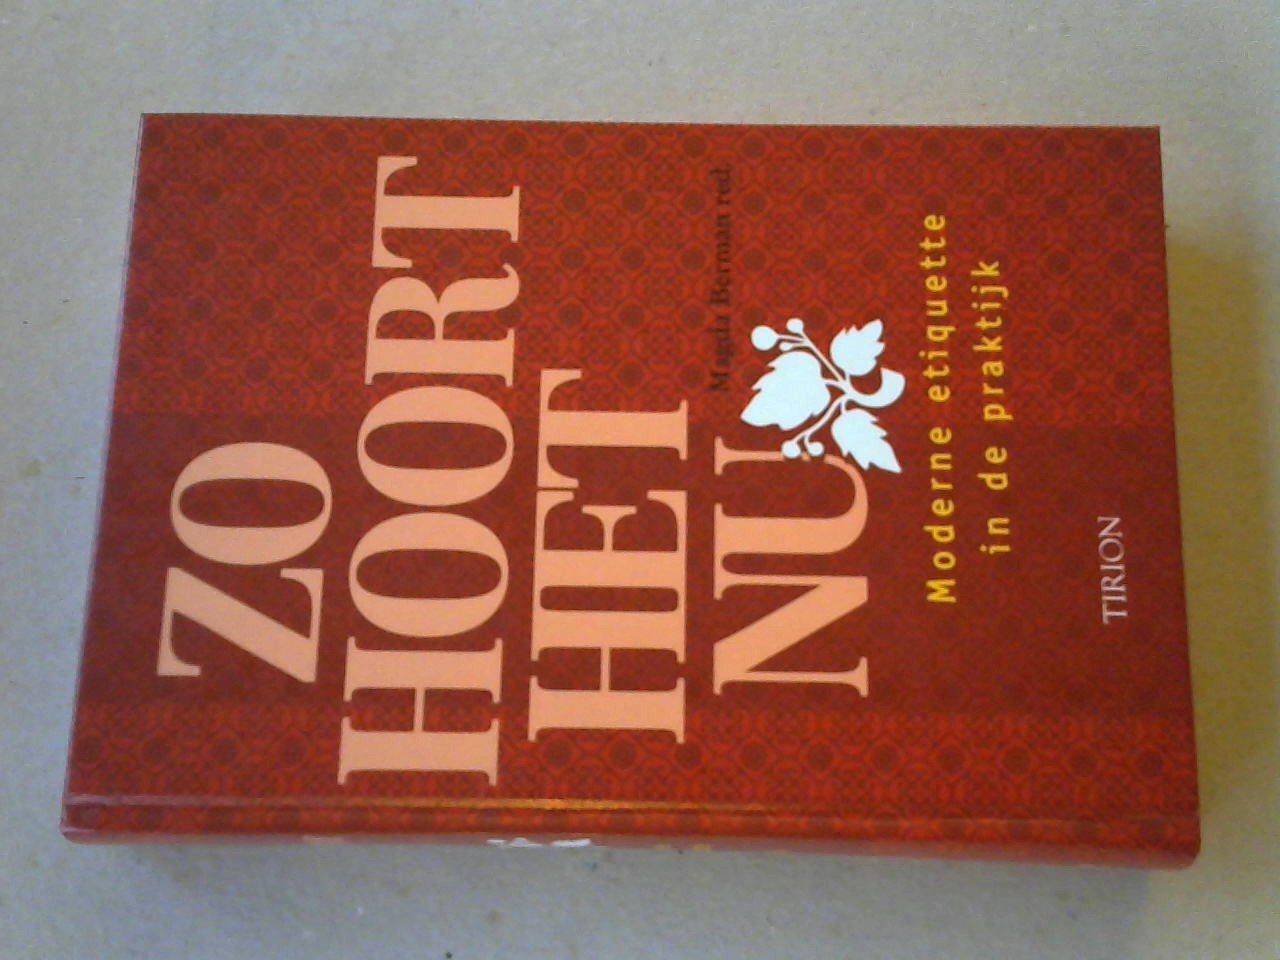 ZO
HOORT
HET
NU
Magda Berman red.
Moderne etiquette
in de praktijk
TIRION